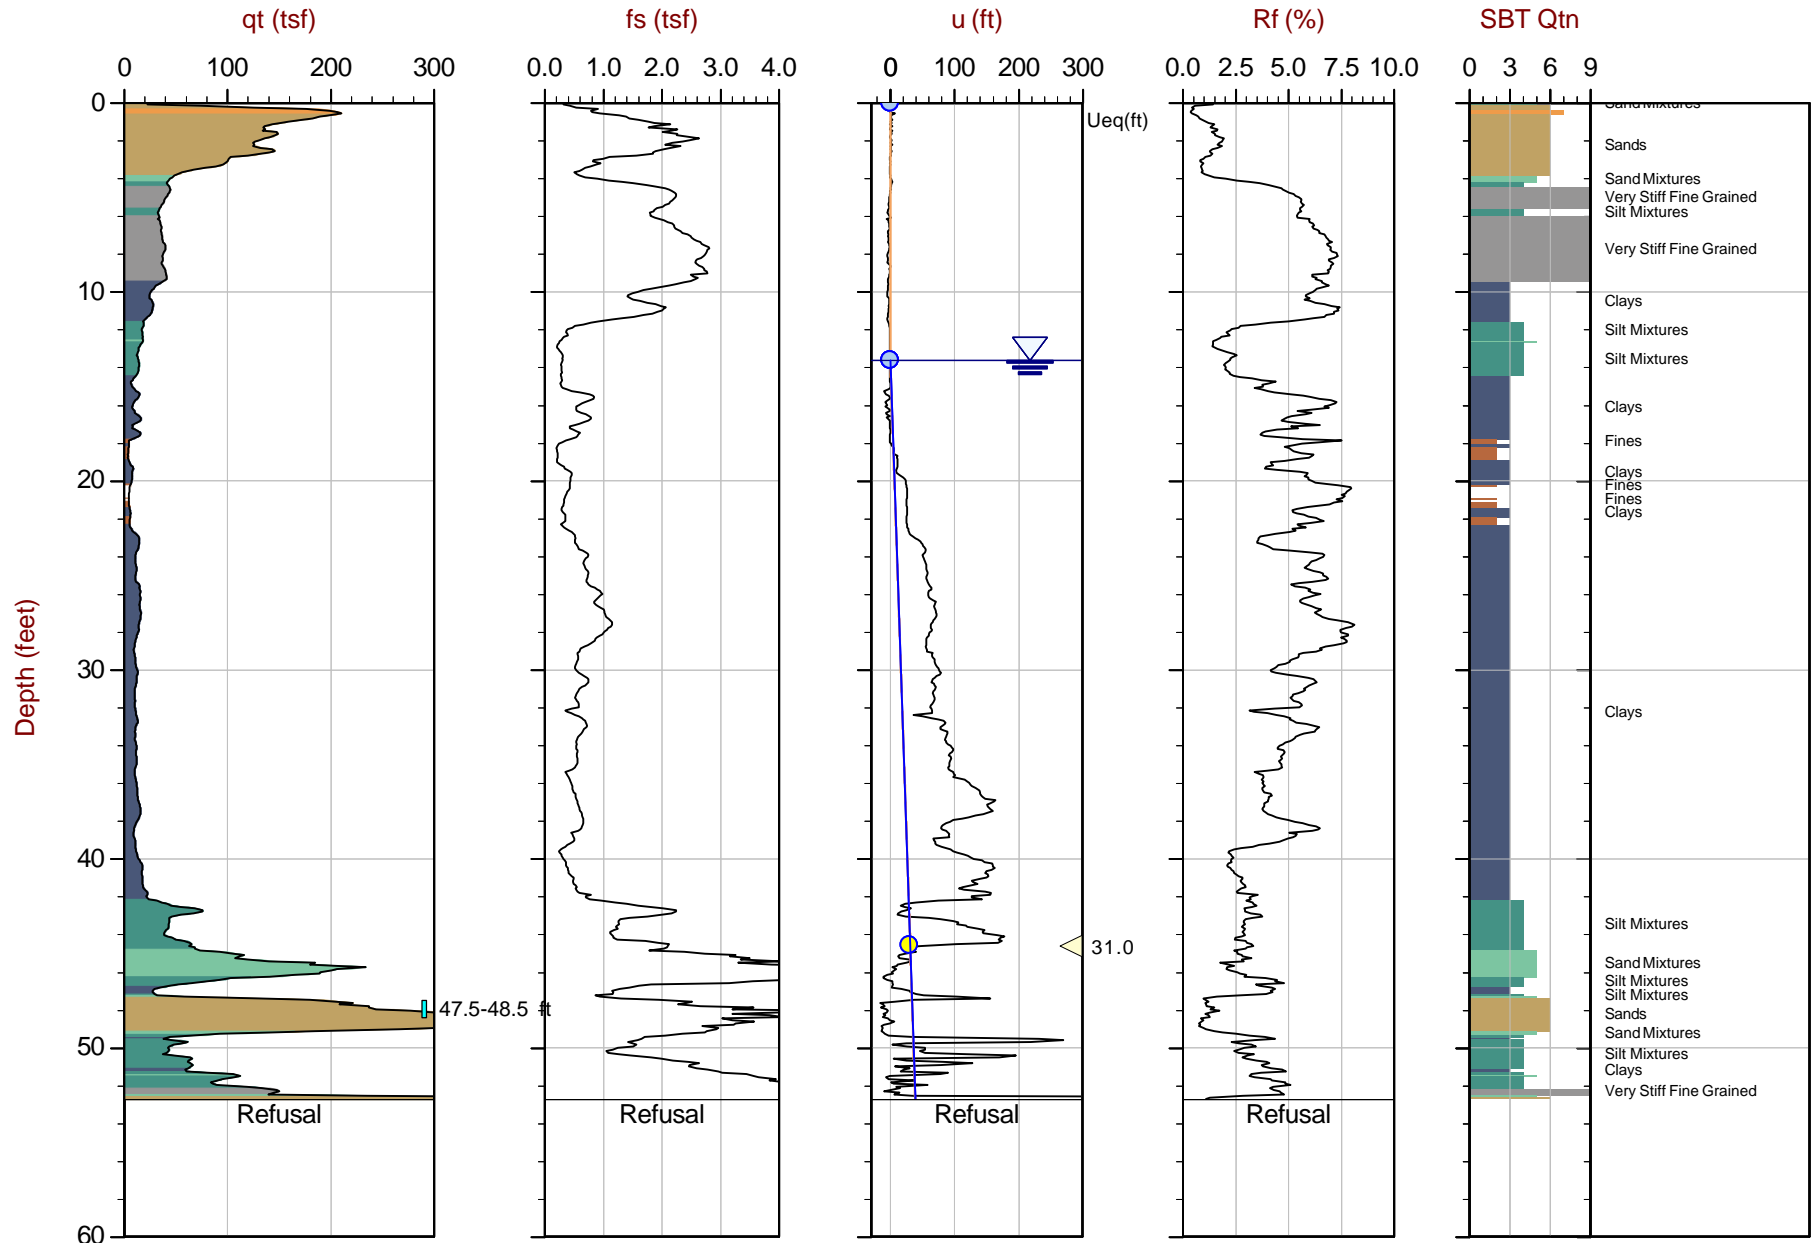 qt (tsf) fs (tsf) u (ft) Rf (%) SBT Qtn
0 100 200 300 0.0 1.0 2.0 3.0 4.0 0 100 200 300 0.0 2.5 5.0 7.5 10.0 0 3 6 9
0
Sand Mixtures
Ueq(ft)
Sands
Sand Mixtures
Very Stiff Fine Grained
Silt Mixtures
Very Stiff Fine Grained
10
Clays
Silt Mixtures
Silt Mixtures
Clays
Fines
Clays
20
Fines
Fines
Clays
Depth (feet)
30
Clays
40
Silt Mixtures
31.0
Sand Mixtures
Silt Mixtures
Silt Mixtures
47.5-48.5 ft
Sands
Sand Mixtures
50
Silt Mixtures
Clays
Very Stiff Fine Grained
Refusal Refusal Refusal Refusal
60